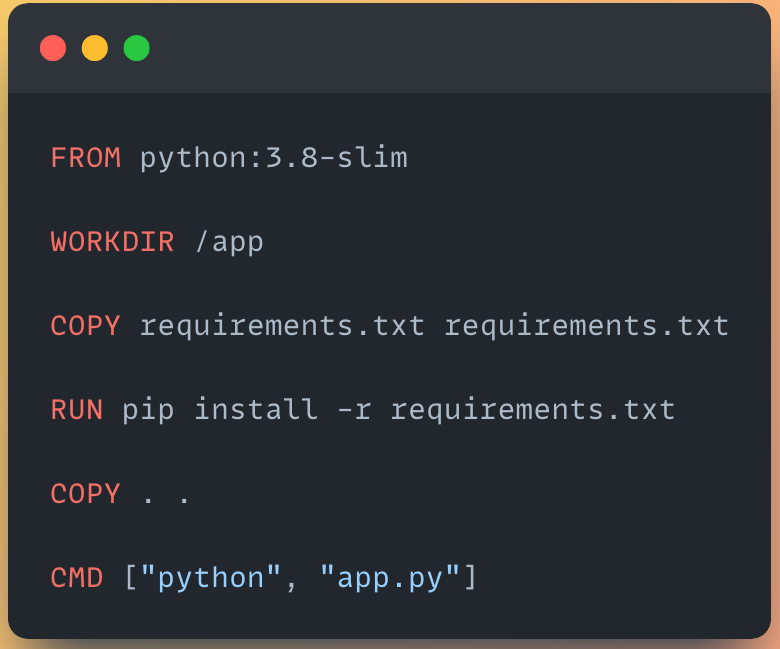 FROM python:3.8-slim
WORKDIR /app
COPY requirements.txt requirements.txt
RUN pip install -r requirements.txt
COPY . .
CMD ["python", "app.py"]